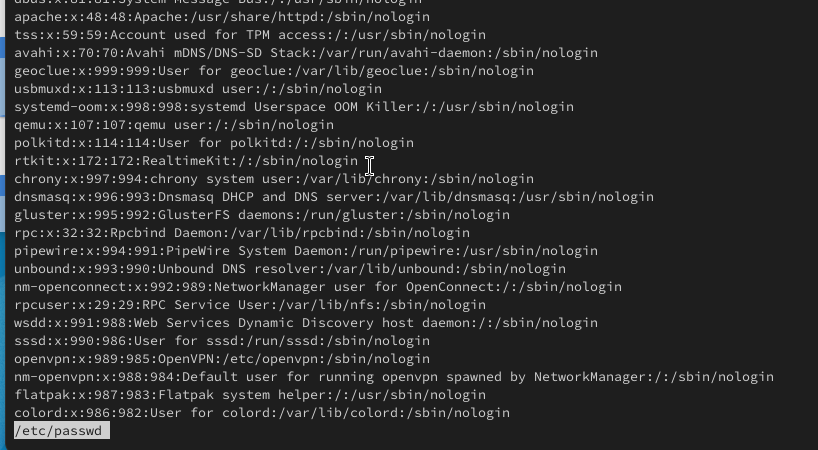 dbus:x:81:81:System Message Bus:/:/sbin/nologin
apache:x:48:48:Apache:/usr/share/httpd:/sbin/nologin
tss:x:59:59:Account used for TPM access:/:/usr/sbin/nologin
avahi:x:70:70:Avahi mDNS/DNS-SD Stack:/var/run/avahi-daemon:/sbin/nologin
geoclue:x:999:999:User for geoclue:/var/lib/geoclue:/sbin/nologin
usbmuxd:x:113:113:usbmuxd user:/:/sbin/nologin
systemd-oom:x:998:998:systemd Userspace OOM Killer:/:/usr/sbin/nologin
qemu:x:107:107:qemu user:/:/sbin/nologin
polkitd:x:114:114:User for polkitd:/:/sbin/nologin
rtkit:x:172:172:RealtimeKit:/:/sbin/nologin
chrony:x:997:994:chrony system user:/var/lib/chrony:/sbin/nologin
dnsmasq:x:996:993:Dnsmasq DHCP and DNS server:/var/lib/dnsmasq:/usr/sbin/nologin
gluster:x:995:992:GlusterFS daemons:/run/gluster:/sbin/nologin
rpc:x:32:32:Rpcbind Daemon:/var/lib/rpcbind:/sbin/nologin
pipewire:x:994:991:PipeWire System Daemon:/run/pipewire:/usr/sbin/nologin
unbound:x:993:990:Unbound DNS resolver:/var/lib/unbound:/sbin/nologin
nm-openconnect:x:992:989:NetworkManager user for OpenConnect:/:/sbin/nologin
rpcuser:x:29:29:RPC Service User:/var/lib/nfs:/sbin/nologin
wsdd:x:991:988:Web Services Dynamic Discovery host daemon:/:/sbin/nologin
sssd:x:990:986:User for sssd:/run/sssd:/sbin/nologin
openvpn:x:989:985:OpenVPN:/etc/openvpn:/sbin/nologin
nm-openvpn:x:988:984:Default user for running openvpn spawned by NetworkManager:/:/sbin/nologin
flatpak:x:987:983:Flatpak system helper:/:/usr/sbin/nologin
colord:x:986:982:User for colord:/var/lib/colord:/sbin/nologin
/etc/passwd